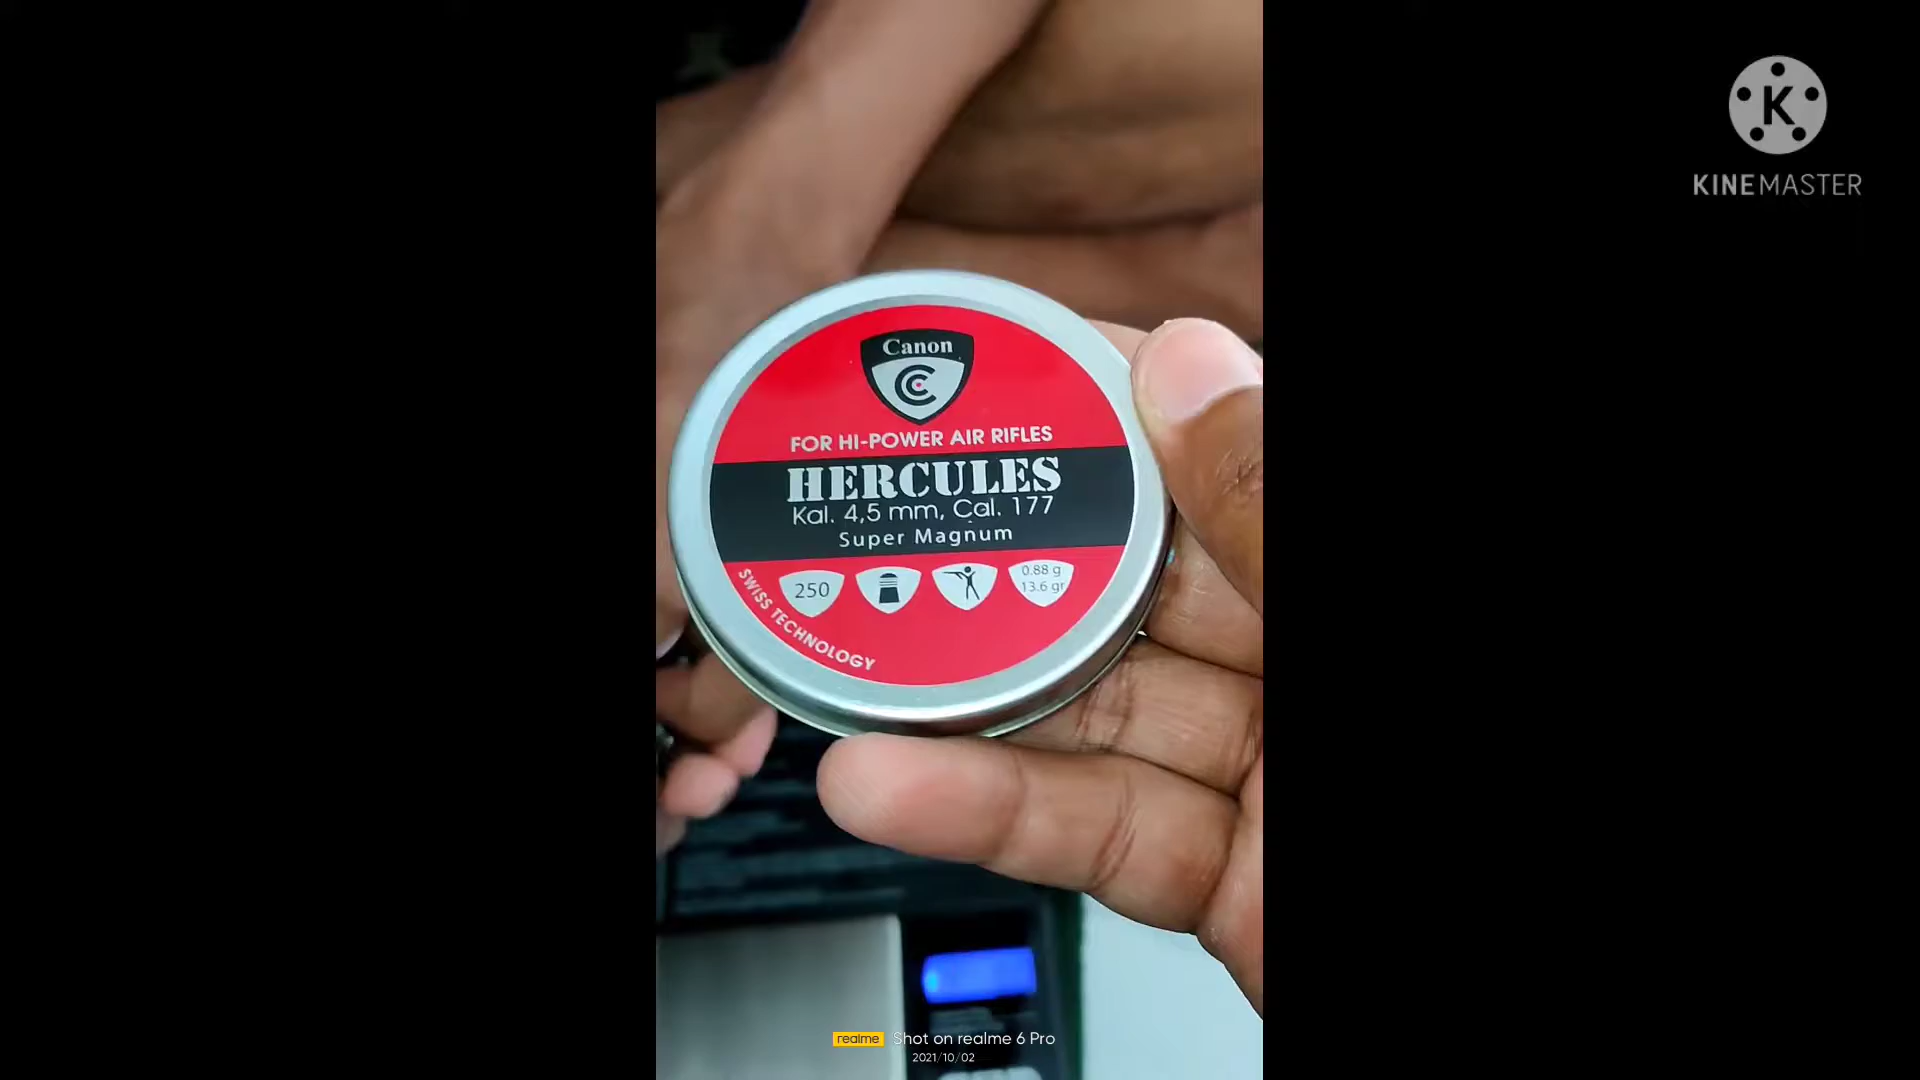 Canon
FOR HI-POWER AIR RIFLES
HERCULES
Kal. 4,5 mm, Cal. 177
Super Magnum
250
0.88 g
13.6 gr
SWISS TECHNOLOGY
K
KINEMASTER
realme Shot on realme 6 Pro
2021/10/02